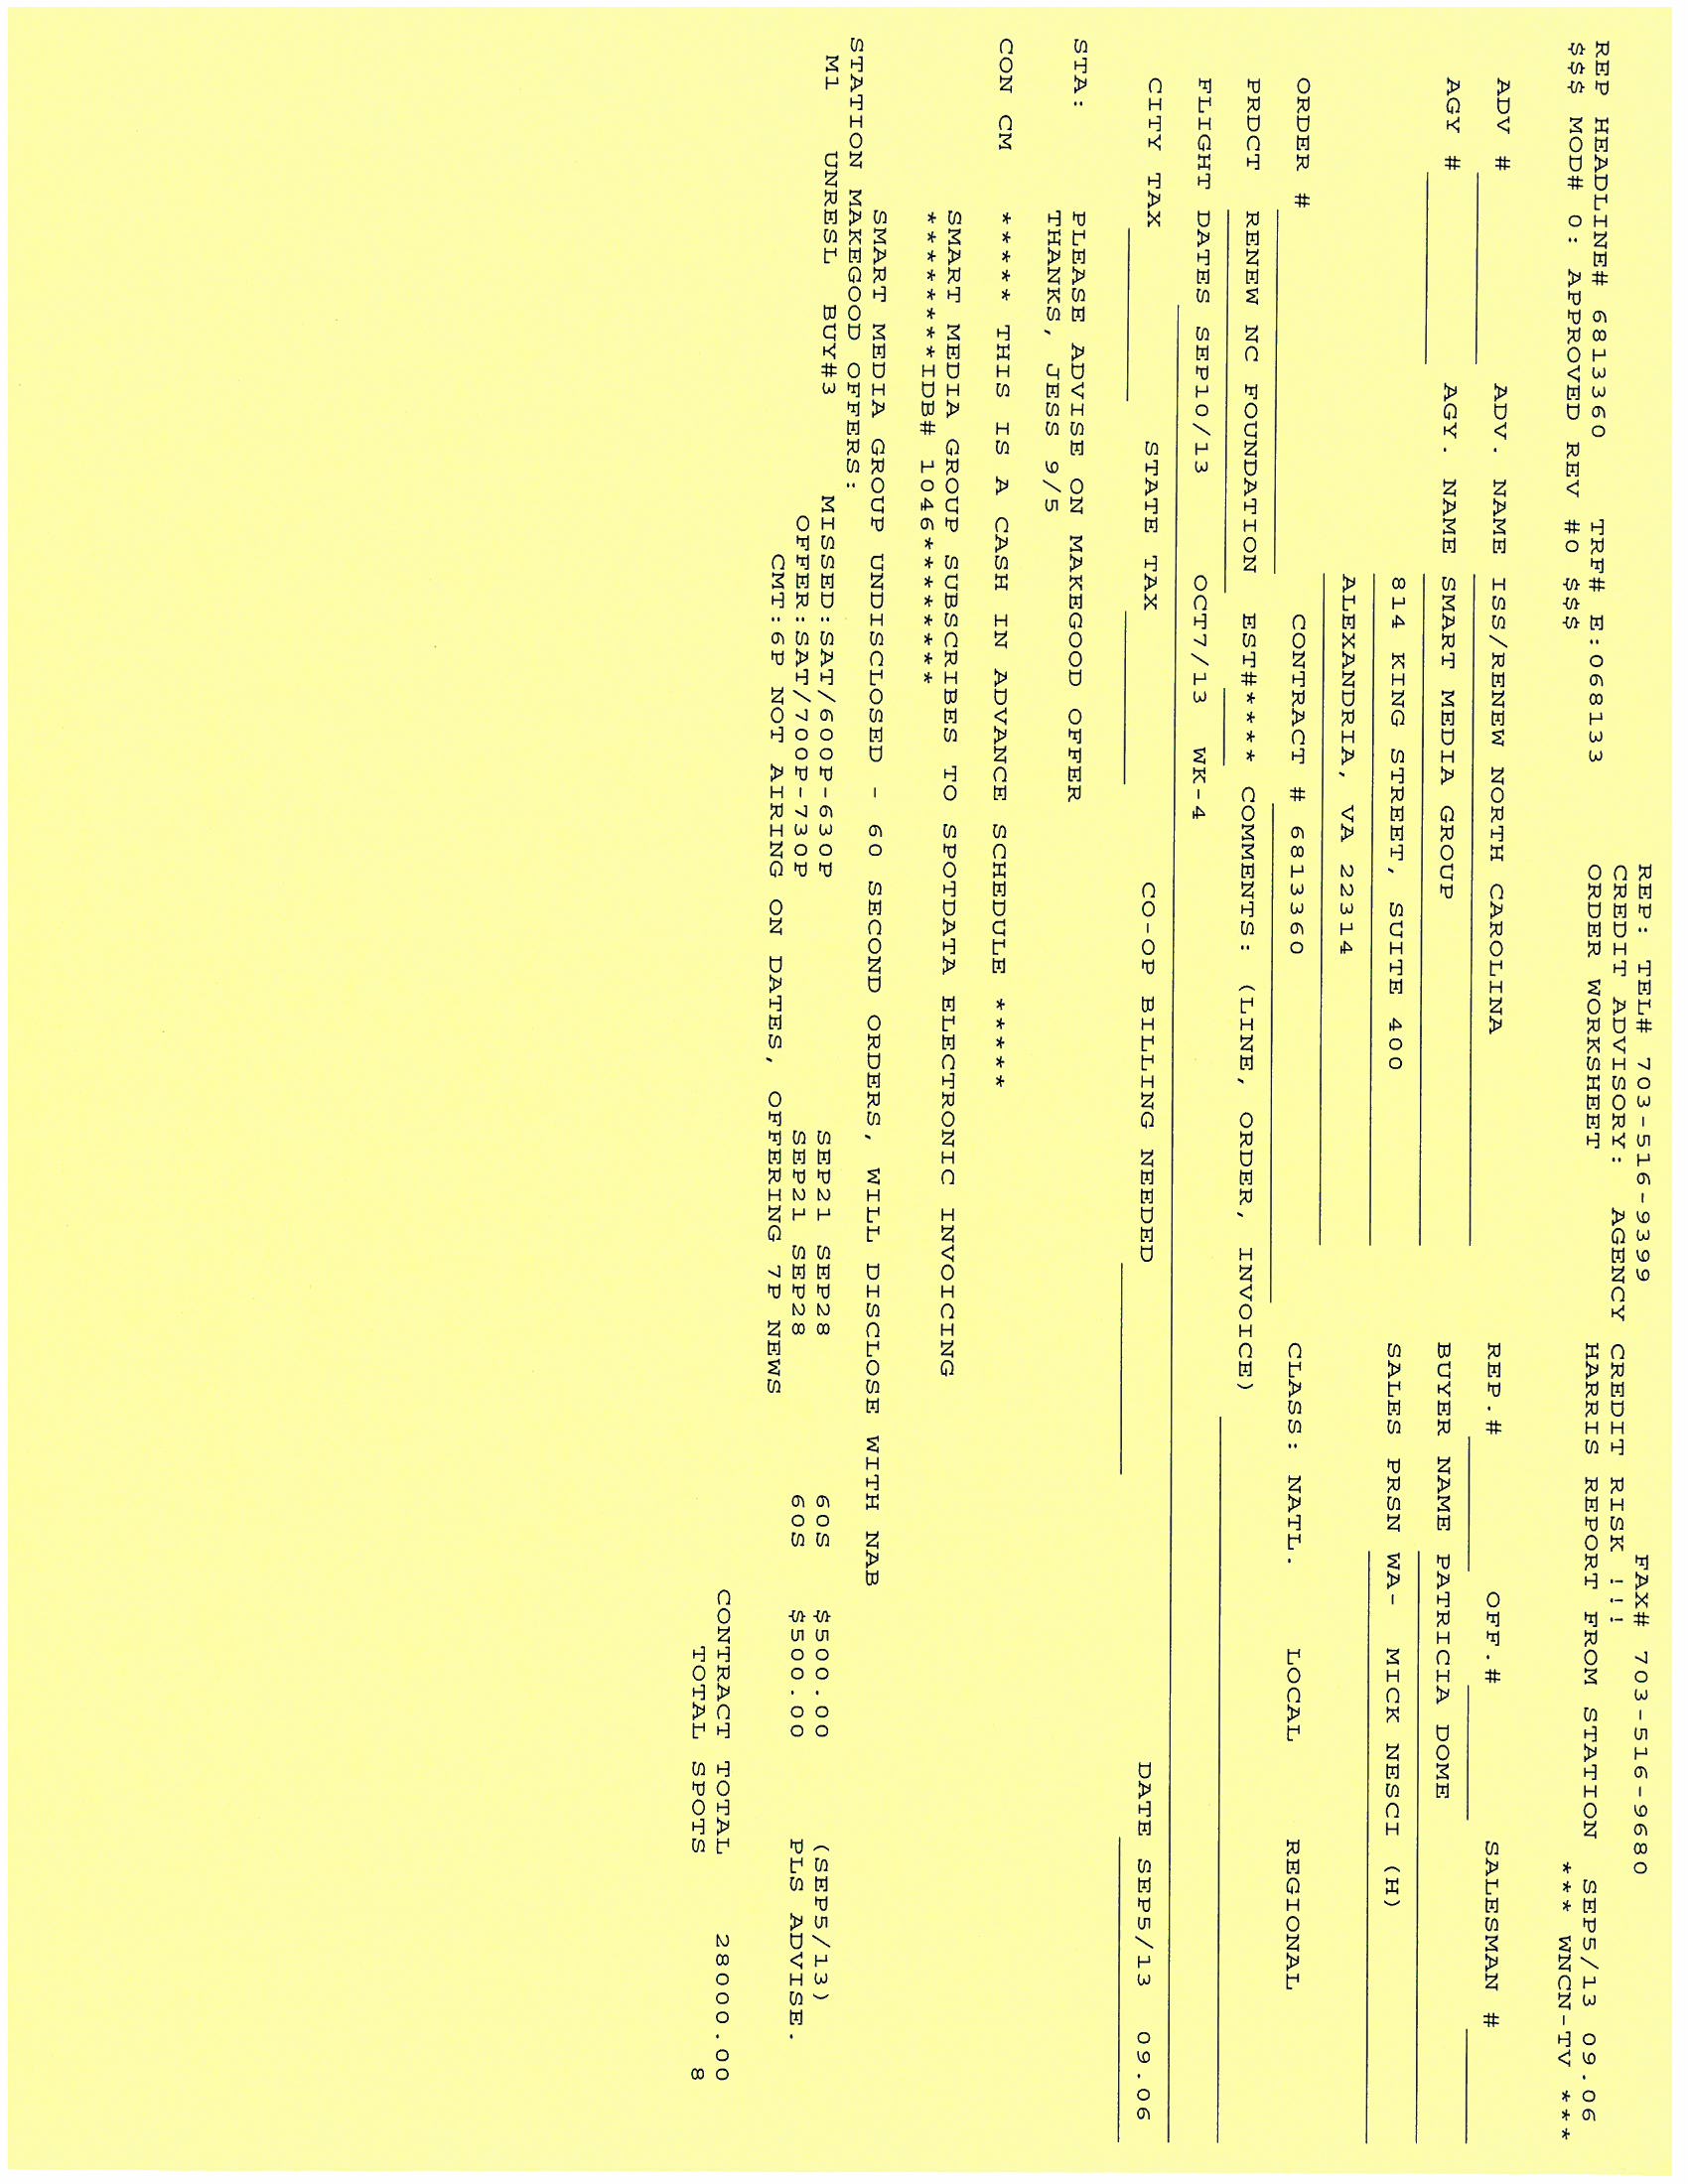 REP: TEL# 703-516-9399 FAX# 703-516-9680
CREDIT ADVISORY: AGENCY CREDIT RISK !!!
REP HEADLINE# 6813360 TRF# E:068133 ORDER WORKSHEET HARRIS REPORT FROM STATION SEP5/13 09.06
$$$ MOD# 0: APPROVED REV #0 $$$ *** WNCN-TV ***
ADV # ADV. NAME ISS/RENEW NORTH CAROLINA REP.# OFF.# SALESMAN #
AGY # AGY. NAME SMART MEDIA GROUP BUYER NAME PATRICIA DOME
814 KING STREET, SUITE 400 SALES PRSN WA- MICK NESCI (H)
ALEXANDRIA, VA 22314
ORDER # CONTRACT # 6813360 CLASS: NATL. LOCAL REGIONAL
PRDCT RENEW NC FOUNDATION EST#**** COMMENTS: (LINE, ORDER, INVOICE)
FLIGHT DATES SEP10/13 OCT7/13 WK-4
CITY TAX STATE TAX CO-OP BILLING NEEDED DATE SEP5/13 09.06
STA: PLEASE ADVISE ON MAKEGOOD OFFER
THANKS, JESS 9/5
CON CM ***** THIS IS A CASH IN ADVANCE SCHEDULE *****
SMART MEDIA GROUP SUBSCRIBES TO SPOTDATA ELECTRONIC INVOICING
********IDB# 1046********
SMART MEDIA GROUP UNDISCLOSED - 60 SECOND ORDERS, WILL DISCLOSE WITH NAB
STATION MAKEGOOD OFFERS:
M1 UNRESL BUY#3 MISSED:SAT/600P-630P SEP21 SEP28 60S $500.00 (SEP5/13)
OFFER:SAT/700P-730P SEP21 SEP28 60S $500.00 PLS ADVISE.
CMT:6P NOT AIRING ON DATES, OFFERING 7P NEWS
CONTRACT TOTAL 28000.00
TOTAL SPOTS 8